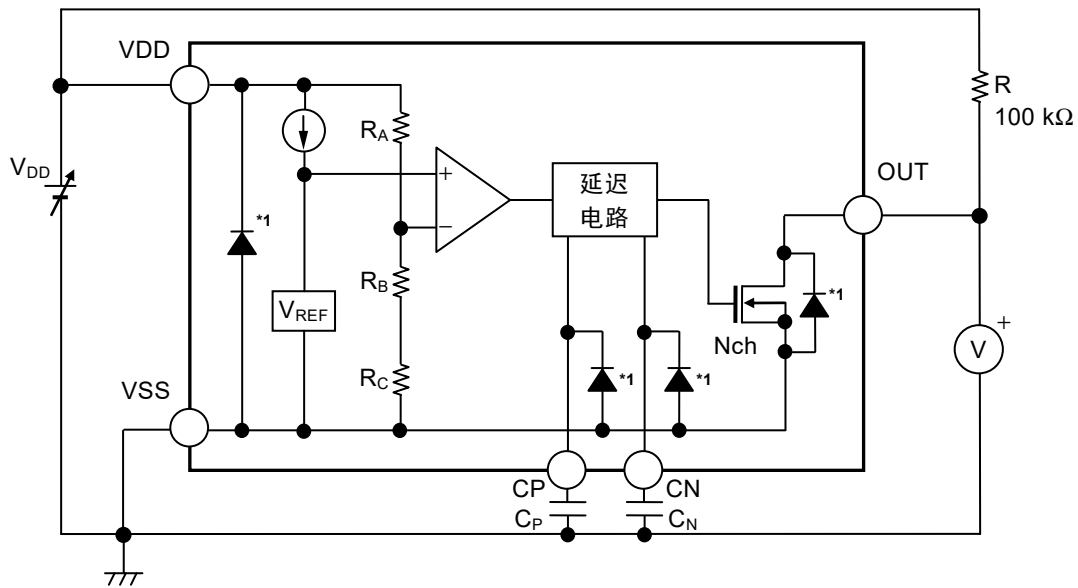 VDD
R
100 kΩ
V_DD
R_A
OUT
+
−
延迟
电路
*1
R_B
V_REF
*1
Nch
+
V
R_C
*1
*1
VSS
CP
CN
C_P
C_N